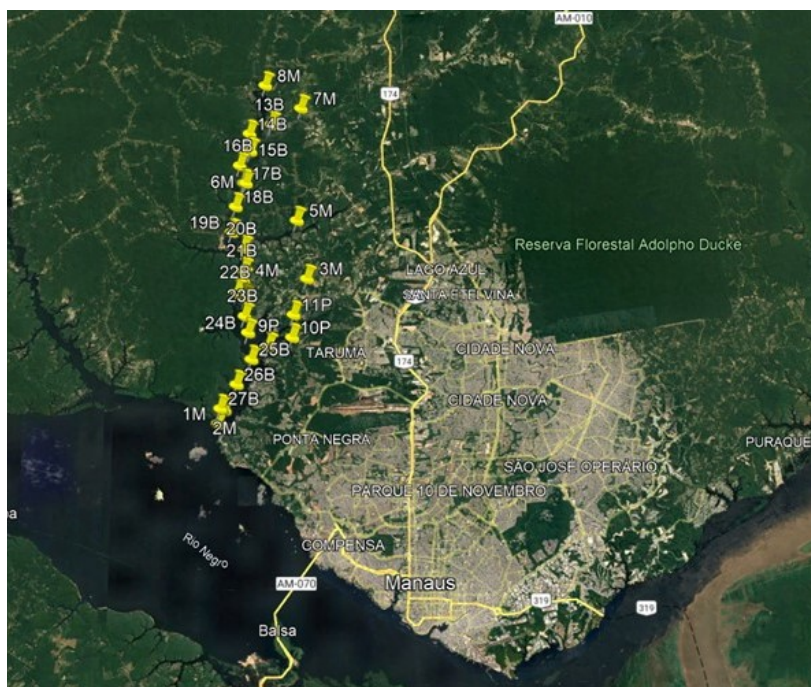 AM-010
8M
174
7M
13B
14B
16B
15B
17B
6M
18B
5M
19B
20B
Reserva Florestal Adolpho Ducke
21B
LAGO AZUL
22B
4M
3M
SANTA ETELVINA
23B
11P
24B
9P
10P
TARUMÃ
25B
CIDADE NOVA
174
26B
27B
CIDADE NOVA
1M
2M
PONTA NEGRA
PURAQUE
SÃO JOSÉ OPERÁRIO
PARQUE 10 DE NOVEMBRO
Rio Negro
COMPENSA
AM-070
Manaus
319
319
Balsa